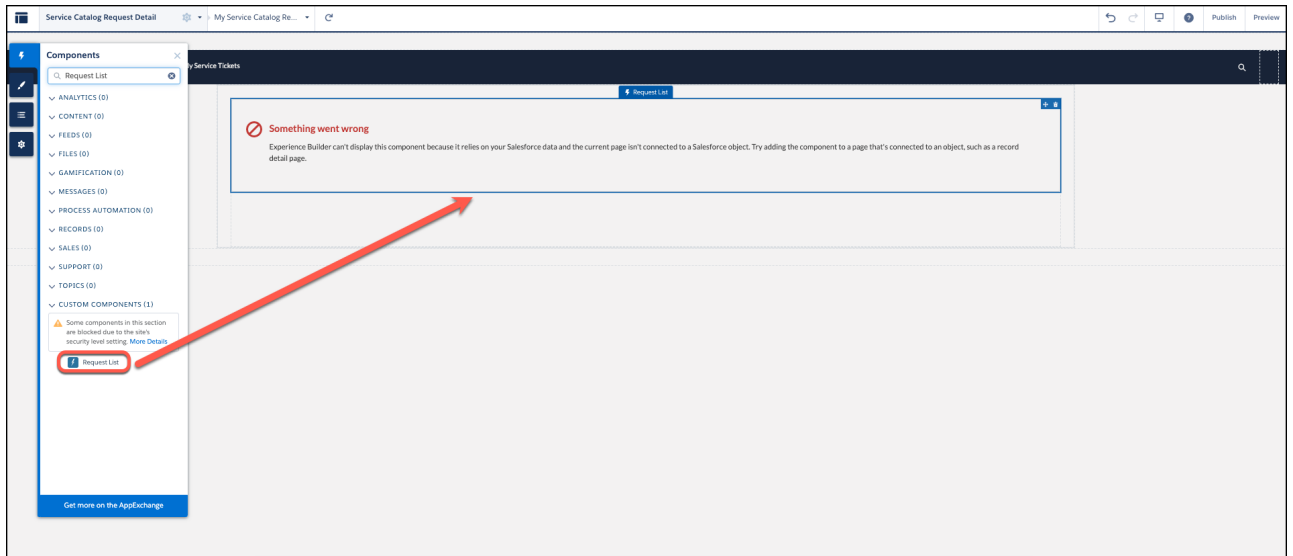 Service Catalog Request Detail
My Service Catalog Re...
Publish
Preview
Components
Request List
ly Service Tickets
ANALYTICS (0)
CONTENT (0)
FEEDS (0)
FILES (0)
GAMIFICATION (0)
MESSAGES (0)
PROCESS AUTOMATION (0)
RECORDS (0)
SALES (0)
SUPPORT (0)
TOPICS (0)
CUSTOM COMPONENTS (1)
Some components in this section
are blocked due to the site's
security level setting. More Details
Request List
Get more on the AppExchange
Request List
Something went wrong
Experience Builder can't display this component because it relies on your Salesforce data and the current page isn't connected to a Salesforce object. Try adding the component to a page that's connected to an object, such as a record
detail page.